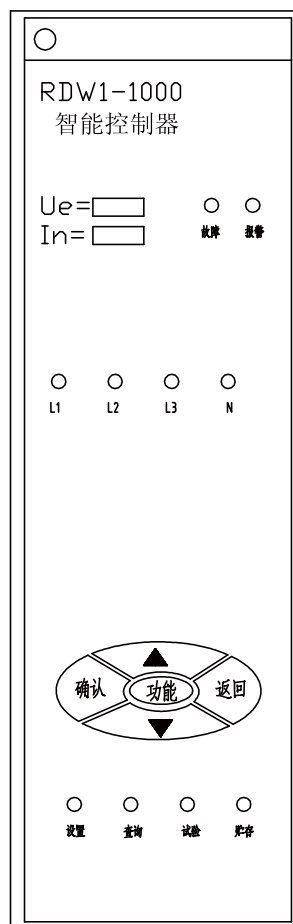 RDW1-1000
智能控制器
Ue=
In=
故障 报警
L1 L2 L3 N
确认 功能 返回
设置 查询 试验 贮存